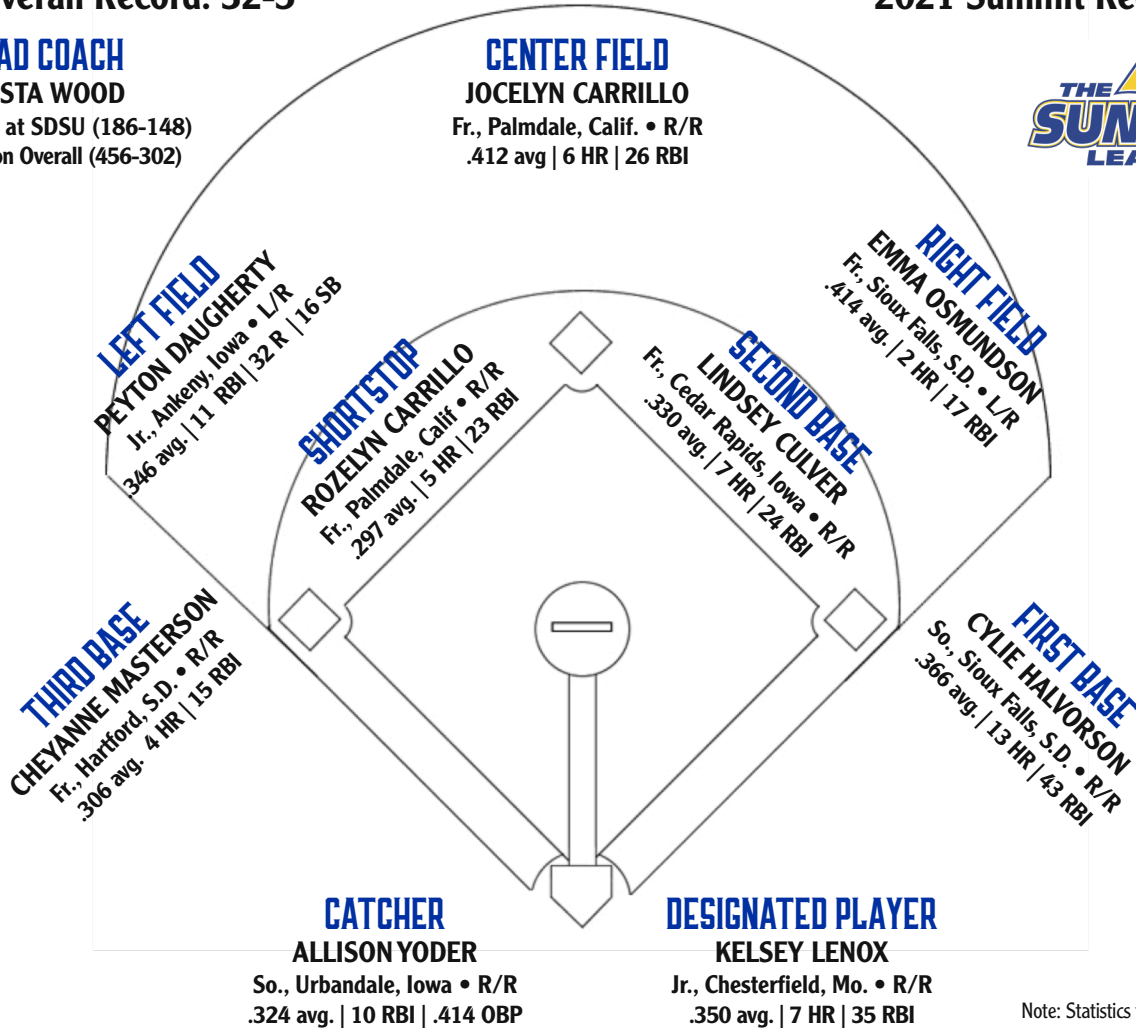 Overall Record: 32-5
2021 Summit
AD COACH
STA WOOD
at SDSU (186-148)
on Overall (456-302)
CENTER FIELD
JOCELYN CARRILLO
Fr., Palmdale, Calif. • R/R
.412 avg | 6 HR | 26 RBI
THE
SUM
LEA
LEFT FIELD
PEYTON DAUGHERTY
Jr., Ankeny, Iowa • L/R
.346 avg. | 11 RBI | 32 R | 16 SB
SHORTSTOP
ROZELYN CARRILLO
Fr., Palmdale, Calif • R/R
.297 avg. | 5 HR | 23 RBI
SECOND BASE
LINDSEY CULVER
Fr., Cedar Rapids, Iowa • R/R
.330 avg. | 7 HR | 24 RBI
RIGHT FIELD
EMMA OSMUNDSON
Fr., Sioux Falls, S.D. • L/R
.414 avg. | 2 HR | 17 RBI
THIRD BASE
CHEYANNE MASTERSON
Fr., Hartford, S.D. • R/R
.306 avg. 4 HR | 15 RBI
FIRST BASE
CYLIE HALVORSON
So., Sioux Falls, S.D. • R/R
.366 avg. | 13 HR | 43 RBI
CATCHER
ALLISON YODER
So., Urbandale, Iowa • R/R
.324 avg. | 10 RBI | .414 OBP
DESIGNATED PLAYER
KELSEY LENOX
Jr., Chesterfield, Mo. • R/R
.350 avg. | 7 HR | 35 RBI
Note: Statistics